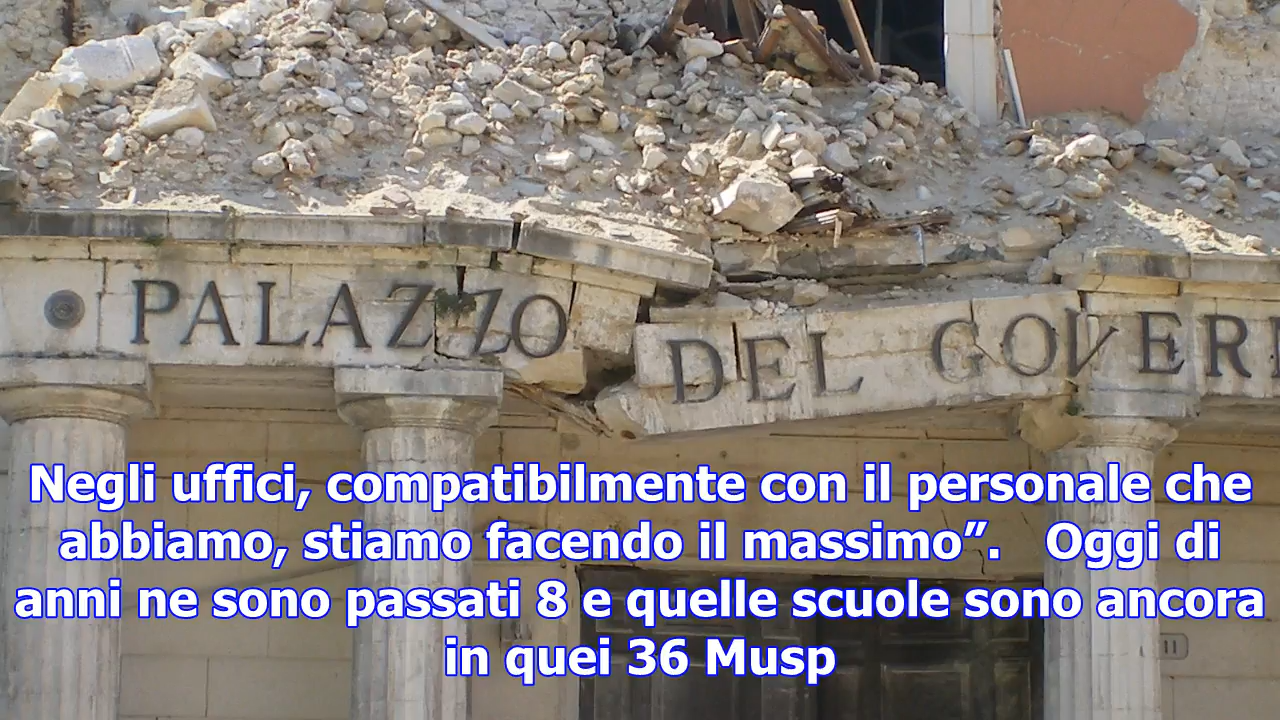 PALAZZO DEL GOVER
11
Negli uffici, compatibilmente con il personale che
abbiamo, stiamo facendo il massimo”. Oggi di
anni ne sono passati 8 e quelle scuole sono ancora
in quei 36 Musp